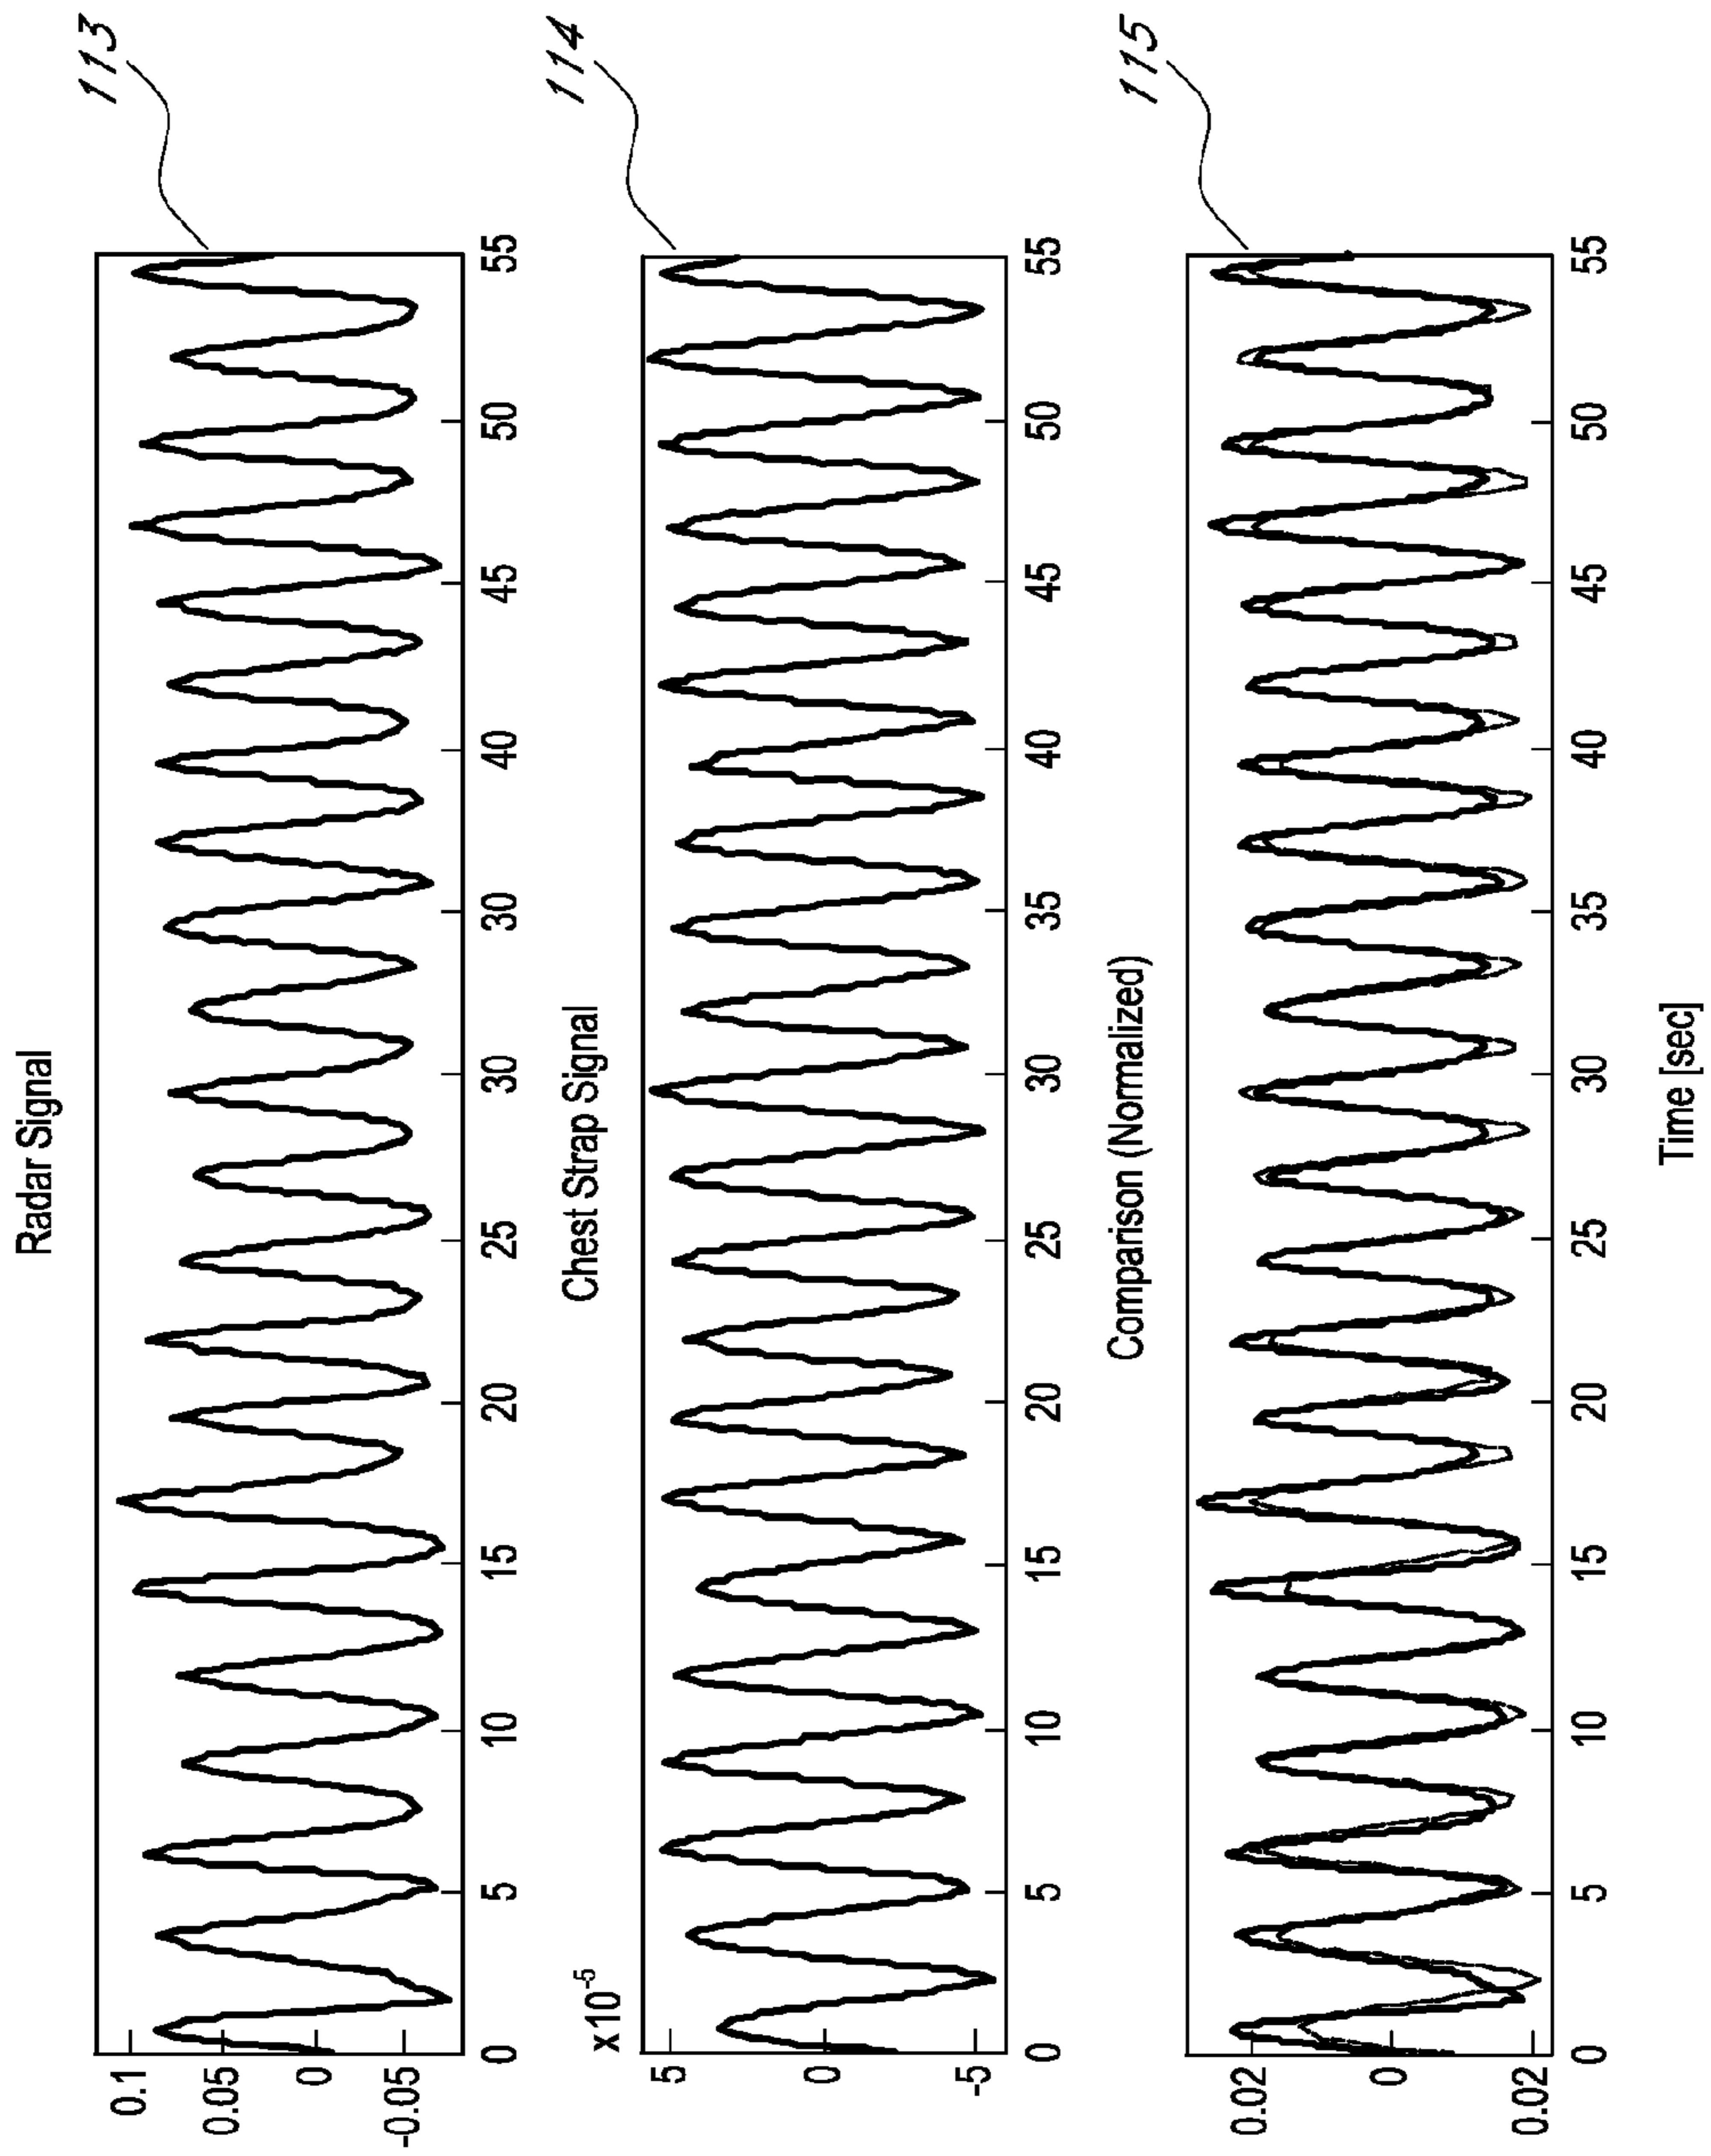 Radar Signal
113
0.1
0.05
0
-0.05
0 5 10 15 20 25 30 30 40 45 50 55
Chest Strap Signal
114
x10⁻⁵
5
0
-5
0 5 10 15 20 25 30 35 40 45 50 55
Comparison (Normalized)
115
0.02
0
0.02
0 5 10 15 20 25 30 35 40 45 50 55
Time [sec]